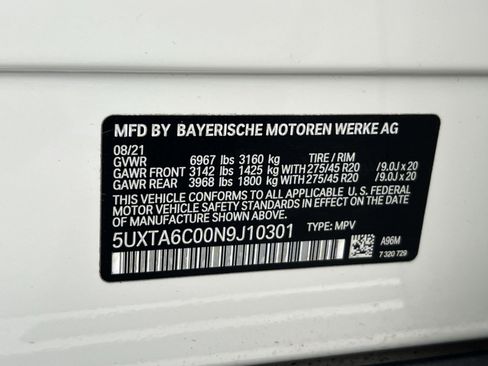 MFD BY BAYERISCHE MOTOREN WERKE AG
08/21
GVWR 6967 lbs 3160 kg TIRE / RIM
GAWR FRONT 3142 lbs 1425 kg WITH 275/45 R20 /9.0J x 20
GAWR REAR 3968 lbs 1800 kg WITH 275/45 R20 /9.0J x 20
THIS VEHICLE CONFORMS TO ALL APPLICABLE U.S. FEDERAL
MOTOR VEHICLE SAFETY STANDARDS IN EFFECT ON THE DATE
OF MANUFACTURE SHOWN ABOVE.
5UXTA6C00N9J10301 TYPE: MPV
A96M
7 320 729